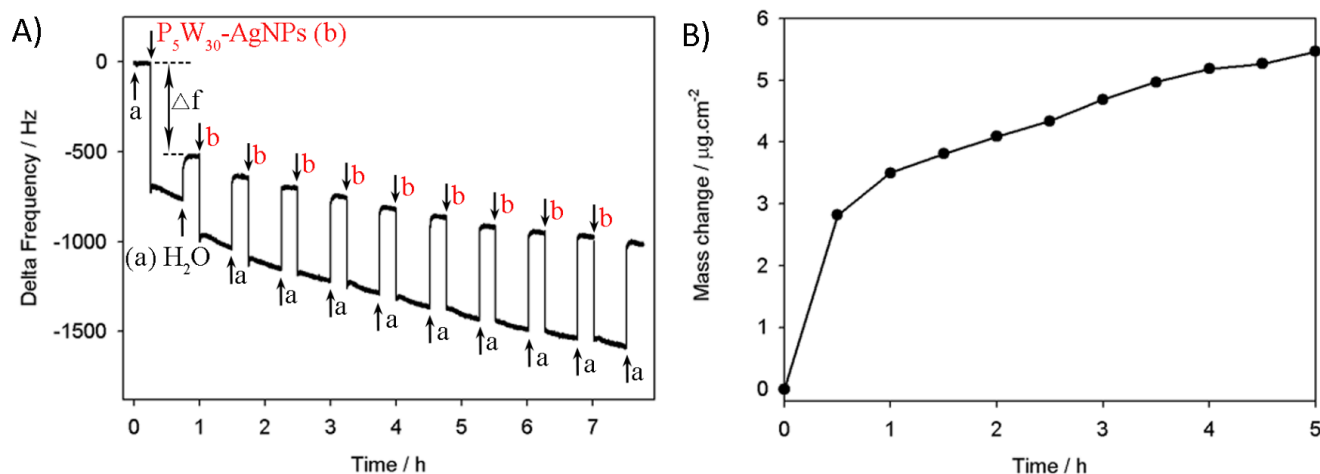 A)
P5W30-AgNPs (b)
0
-500
-1000
-1500
Delta Frequency / Hz
a
△f
b
b
b
b
b
b
b
b
b
(a) H2O
a
a
a
a
a
a
a
a
a
0 1 2 3 4 5 6 7
Time / h
B)
6
5
4
3
2
1
0
Mass change / µg.cm-2
0 1 2 3 4 5
Time / h